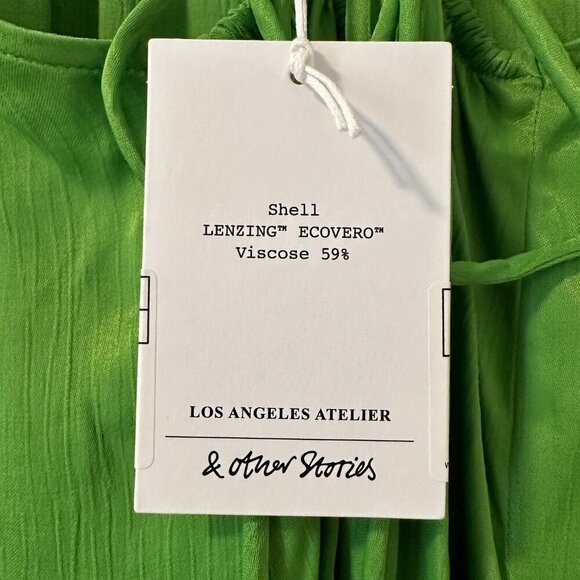 Shell
LENZING™ ECOVERO™
Viscose 59%
LOS ANGELES ATELIER
& other Stories